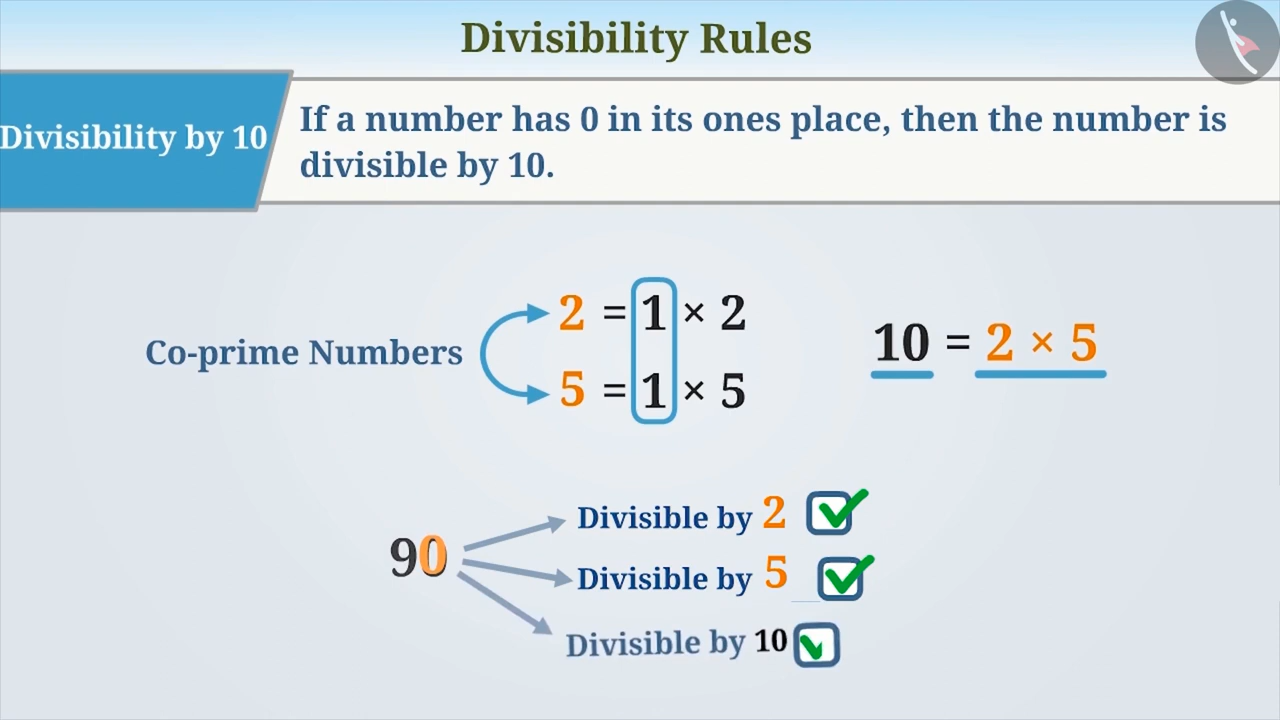 Divisibility Rules
Divisibility by 10
If a number has 0 in its ones place, then the number is
divisible by 10.
Co-prime Numbers
2 = 1 × 2
5 = 1 × 5
10 = 2 × 5
90
Divisible by 2
Divisible by 5
Divisible by 10